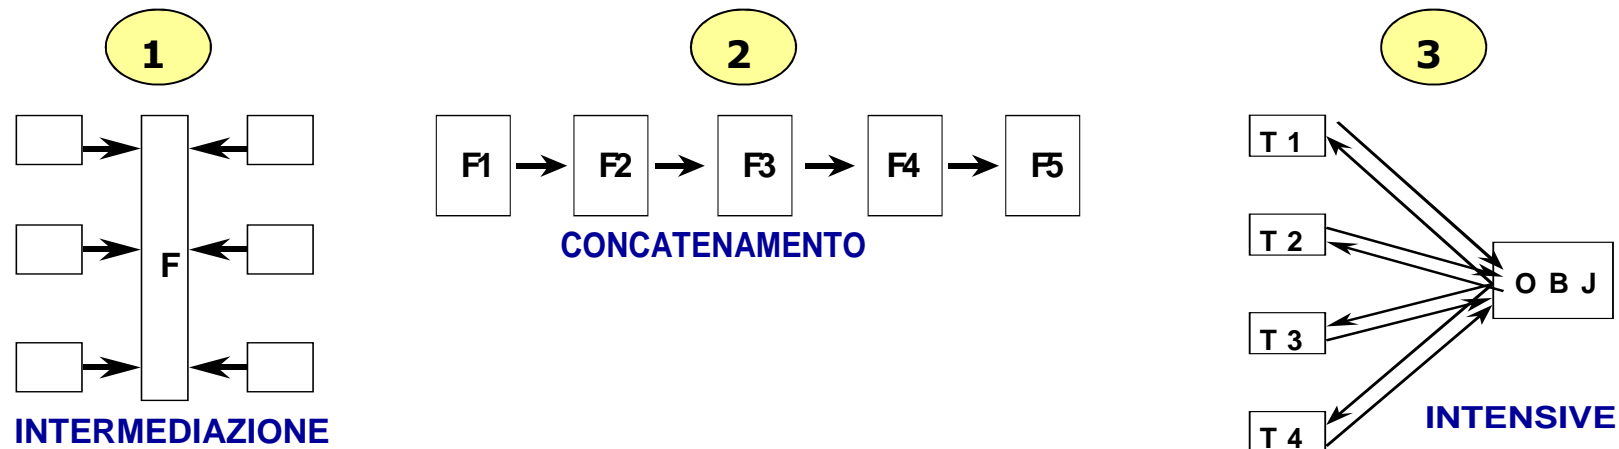 1
2
3
F
INTERMEDIAZIONE
F1
F2
F3
F4
F5
CONCATENAMENTO
T 1
T 2
T 3
T 4
O B J
INTENSIVE